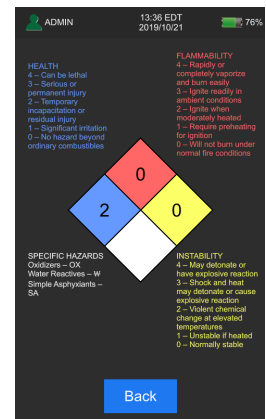 ADMIN
13:36 EDT
2019/10/21
76%
HEALTH
4 – Can be lethal
3 – Serious or
permanent injury
2 – Temporary
incapacitation or
residual injury
1 – Significant irritation
0 – No hazard beyond
ordinary combustibles
FLAMMABILITY
4 – Rapidly or
completely vaporize
and burn easily
3 – Ignite readily in
ambient conditions
2 – Ignite when
moderately heated
1 – Require preheating
for ignition
0 – Will not burn under
normal fire conditions
0
2
0
SPECIFIC HAZARDS
Oxidizers – OX
Water Reactives – W̶
Simple Asphyxiants –
SA
INSTABILITY
4 – May detonate or
have explosive reaction
3 – Shock and heat
may detonate or cause
explosive reaction
2 – Violent chemical
change at elevated
temperatures
1 – Unstable if heated
0 – Normally stable
Back